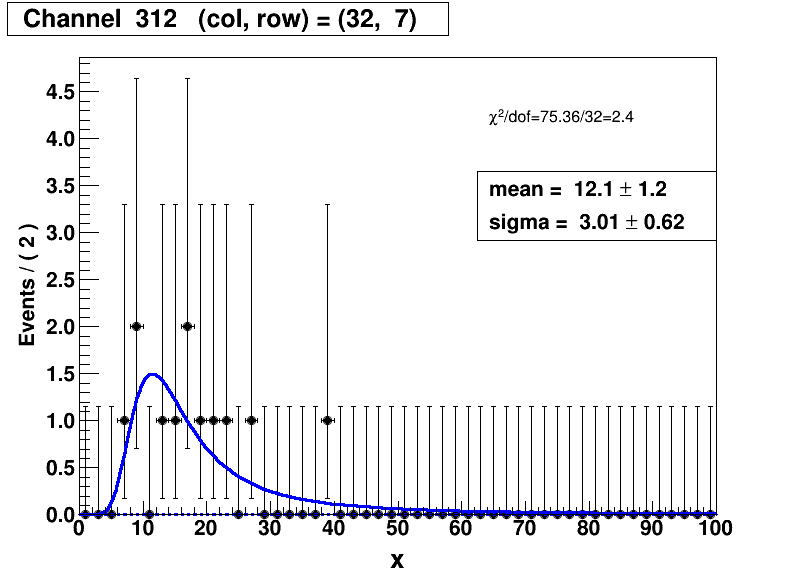 Channel 312 (col, row) = (32, 7)
χ²/dof=75.36/32=2.4
mean = 12.1 ± 1.2
sigma = 3.01 ± 0.62
Events / ( 2 )
4.5
4.0
3.5
3.0
2.5
2.0
1.5
1.0
0.5
0.0
0 10 20 30 40 50 60 70 80 90 100
x